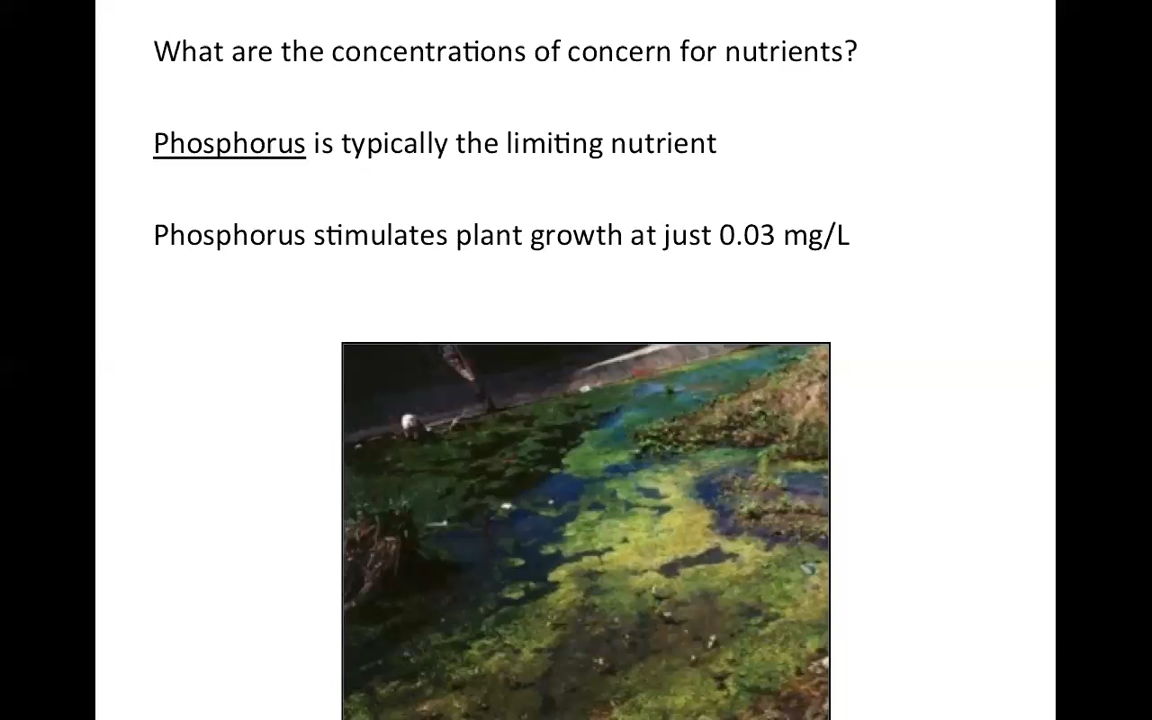 What are the concentrations of concern for nutrients?
Phosphorus is typically the limiting nutrient
Phosphorus stimulates plant growth at just 0.03 mg/L